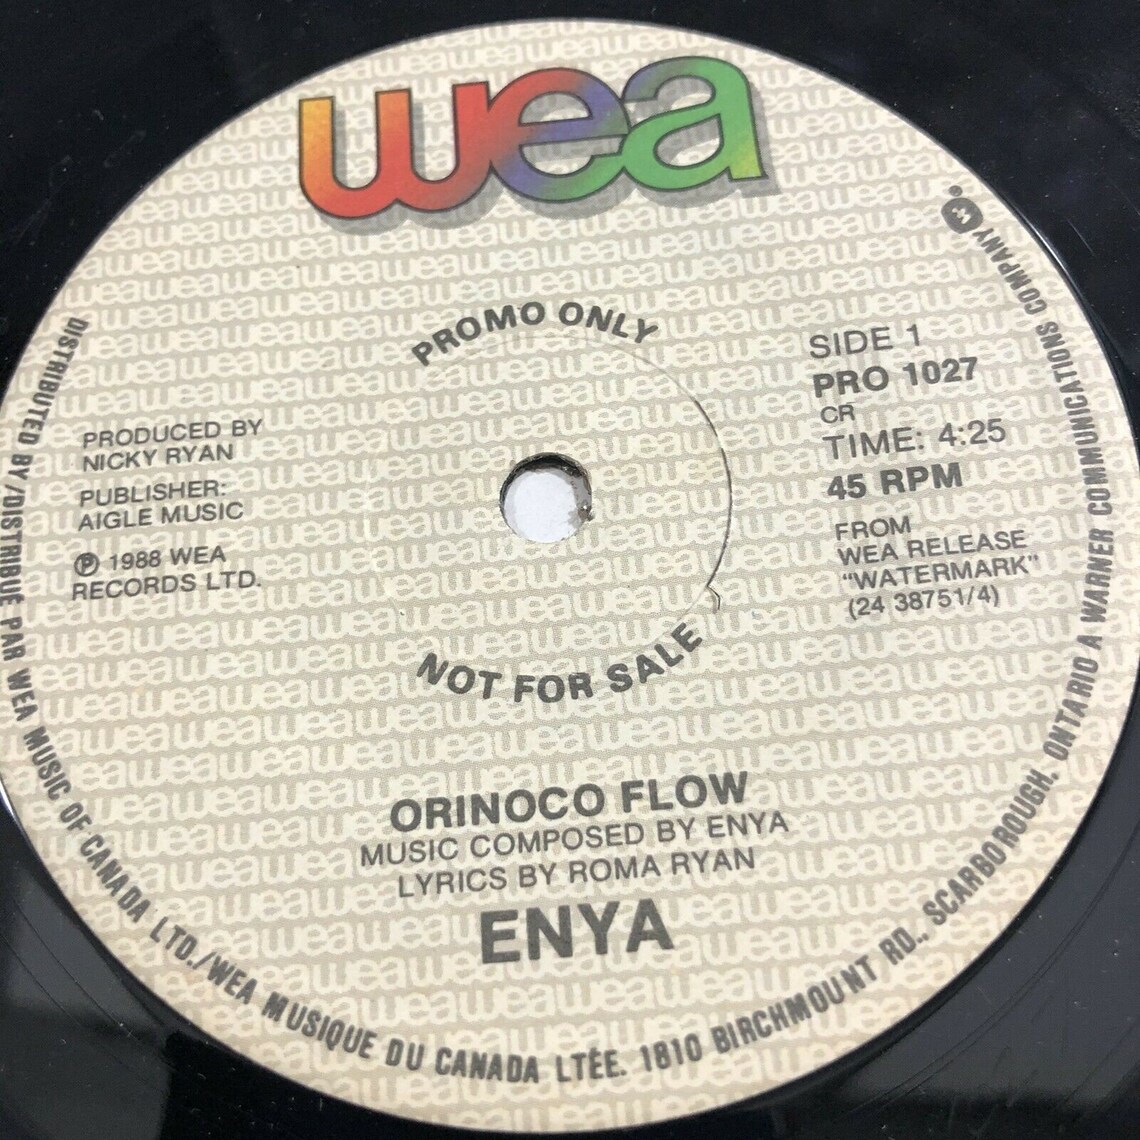 wea
PROMO ONLY
SIDE 1
PRO 1027
CR
TIME: 4:25
45 RPM
FROM
WEA RELEASE
"WATERMARK"
(24 38751/4)
PRODUCED BY
NICKY RYAN
PUBLISHER:
AIGLE MUSIC
℗ 1988 WEA
RECORDS LTD.
NOT FOR SALE
ORINOCO FLOW
MUSIC COMPOSED BY ENYA
LYRICS BY ROMA RYAN
ENYA
DISTRIBUTED BY/DISTRIBUÉ PAR WEA MUSIC OF CANADA LTD./WEA MUSIQUE DU CANADA LTÉE. 1810 BIRCHMOUNT RD., SCARBOROUGH, ONTARIO A WARNER COMMUNICATIONS COMPANY